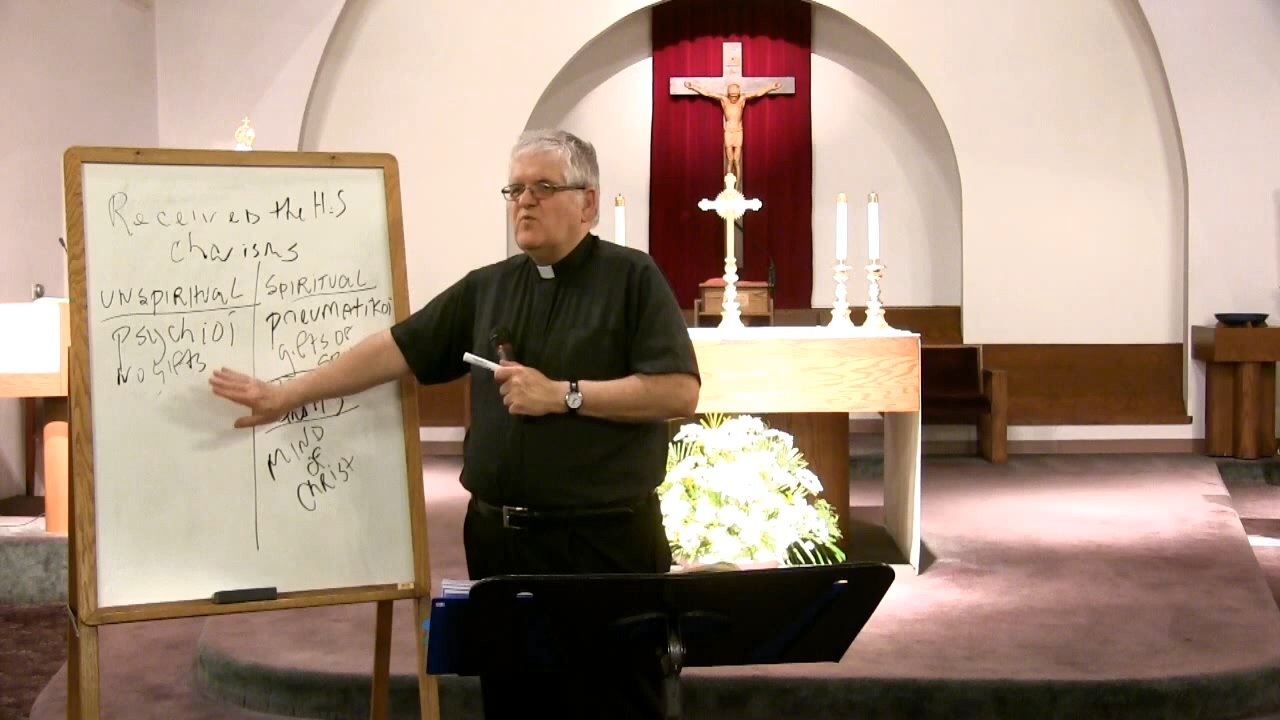 Received the H.S
charisms
UNSPIRITUAL
psychioi
NO gifts
SPIRITUAL
pneumatikoi
gifts OF
MIND
of
Christ